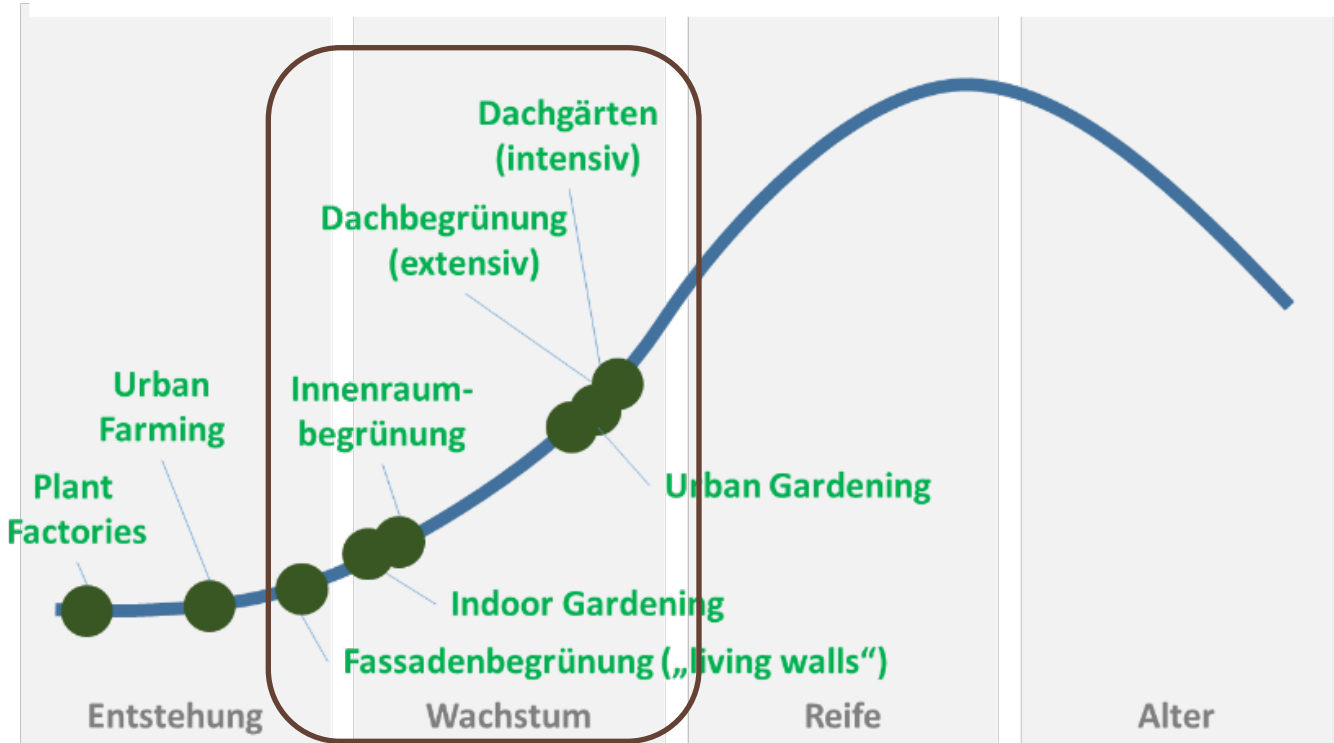 Dachgärten
(intensiv)
Dachbegrünung
(extensiv)
Urban
Farming
Innenraum-
begrünung
Plant
Factories
Urban Gardening
Indoor Gardening
Fassadenbegrünung („living walls“)
Entstehung
Wachstum
Reife
Alter